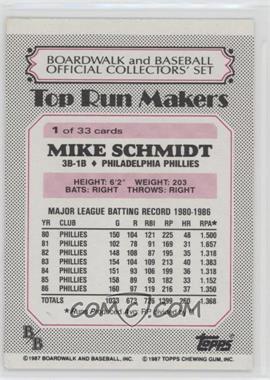 BOARDWALK and BASEBALL
OFFICIAL COLLECTORS' SET
Top Run Makers
1 of 33 cards
MIKE SCHMIDT
3B-1B ♦ PHILADELPHIA PHILLIES
HEIGHT: 6'2" WEIGHT: 203
BATS: RIGHT THROWS: RIGHT
MAJOR LEAGUE BATTING RECORD 1980-1986
YR CLUB G R RBI RP HR RPA*
80 PHILLIES 150 104 121 225 48 1.500
81 PHILLIES 102 78 91 169 31 1.657
82 PHILLIES 148 108 87 195 35 1.318
83 PHILLIES 154 104 109 213 40 1.383
84 PHILLIES 151 93 106 199 36 1.318
85 PHILLIES 158 89 93 182 33 1.152
86 PHILLIES 160 97 119 216 37 1.350
TOTALS 1023 673 726 1399 260 1.368
COMC
BB
TOPPS
©1987 BOARDWALK AND BASEBALL, INC. ©1987 TOPPS CHEWING GUM, INC.